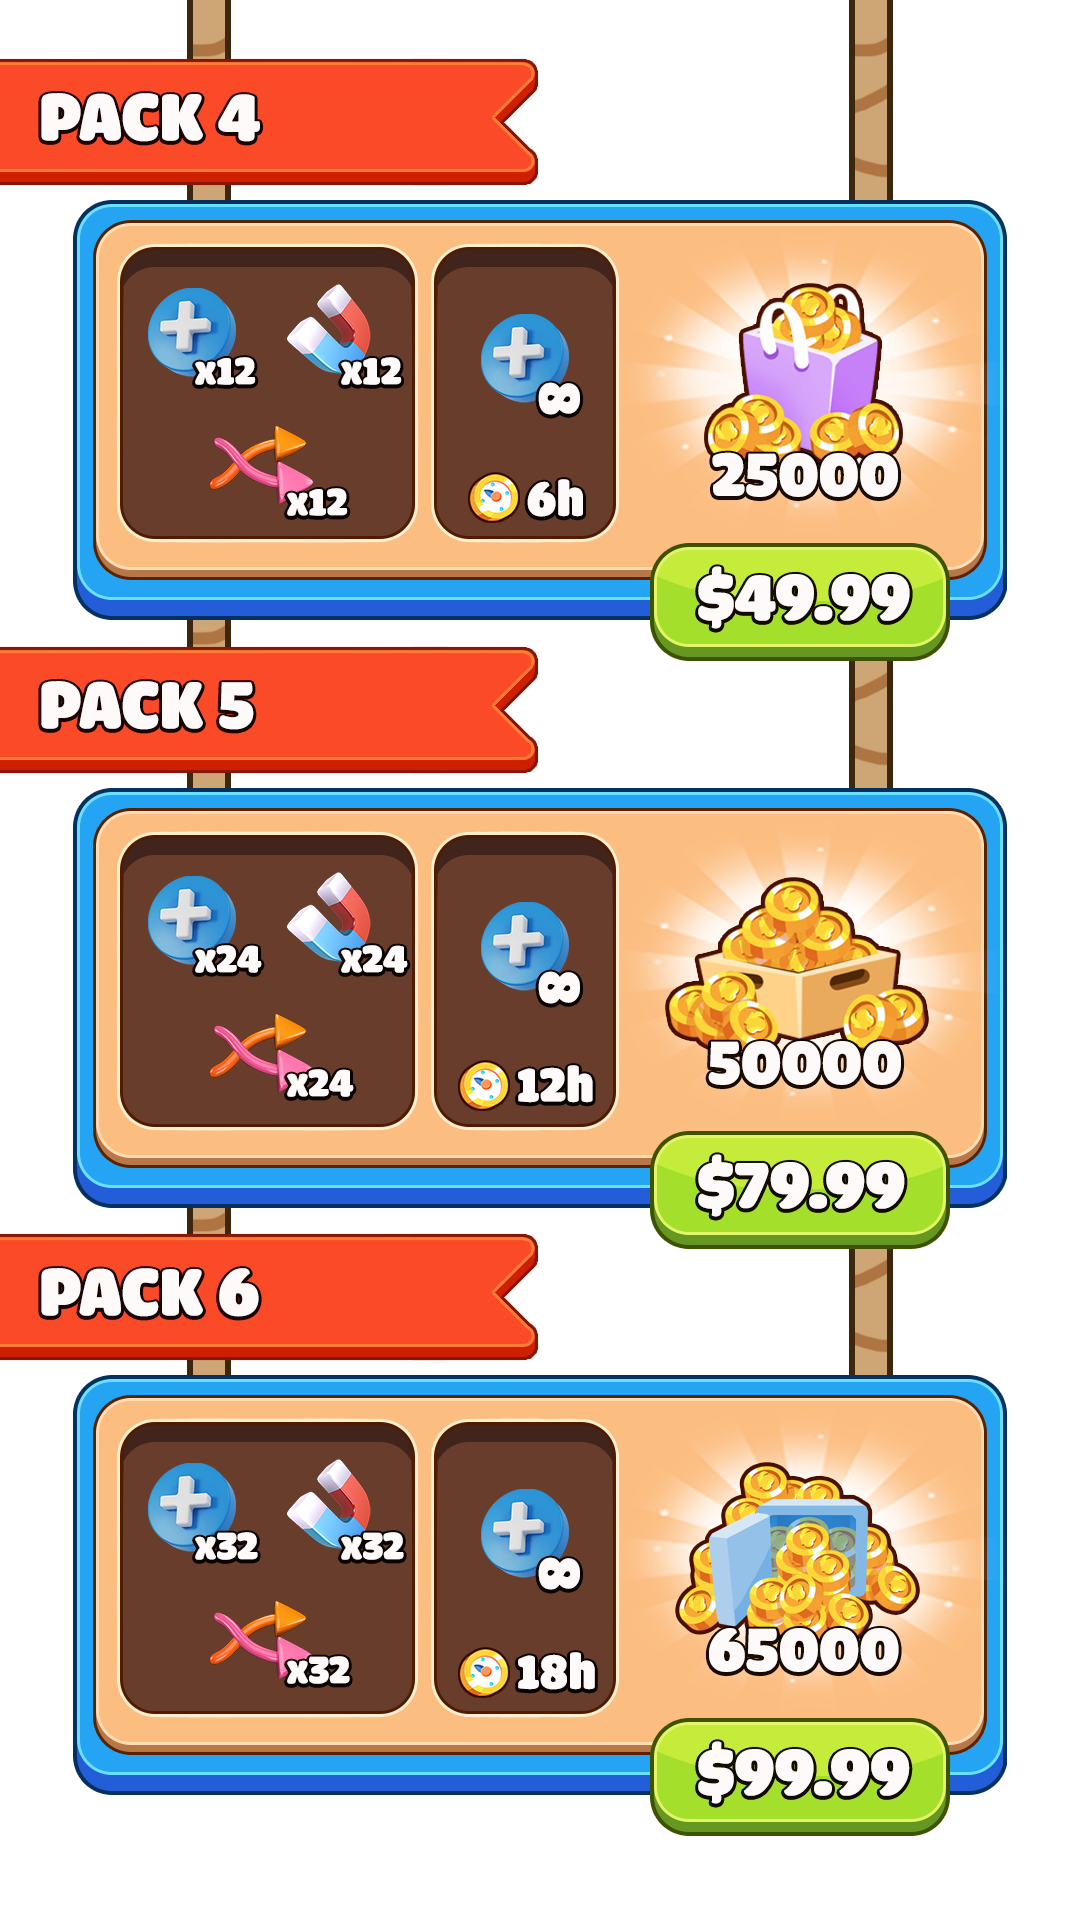 PACK 4
x12
x12
x12
∞
6h
25000
$49.99
PACK 5
x24
x24
x24
∞
12h
50000
$79.99
PACK 6
x32
x32
x32
∞
18h
65000
$99.99